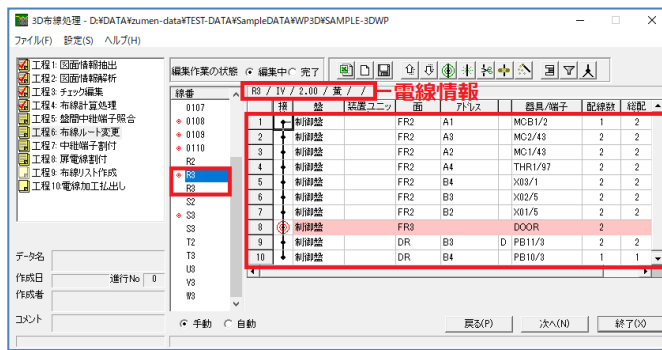 3D布線処理 - D:¥DATA¥zumen-data¥TEST-DATA¥SampleDATA¥WP3D¥SAMPLE-3DWP
ファイル(F) 設定(S) ヘルプ(H)
工程1: 図面情報抽出
工程2: 図面情報解析
工程3: チェック編集
工程4: 布線計算処理
工程5: 盤間中継端子照合
工程6: 布線ルート変更
工程7: 中継端子割付
工程8: 扉電線割付
工程9: 布線リスト作成
工程10:電線加工払出し
データ名
作成日 進行No 0
作成者
コメント
編集作業の状態 編集中 完了
線番
0107
0108
0109
0110
R2
R3
R3
S2
S3
S3
T2
T3
U3
V3
W3
手動 自動
R3 / IV / 2.00 / 黄 / /
電線情報
接 盤 装置ユニッ 面 アドレス 器具/端子 配線数 総配
1 制御盤 FR2 A1 MCB1/2 1 2
2 制御盤 FR2 A3 MC2/43 2 2
3 制御盤 FR2 A2 MC1/43 2 2
4 制御盤 FR2 A4 THR1/97 2 2
5 制御盤 FR2 B4 X03/1 2 2
6 制御盤 FR2 B3 X02/5 2 2
7 制御盤 FR2 B2 X01/5 2 2
8 制御盤 FR3 DOOR 2
9 制御盤 DR B3 D PB11/3 2 2
10 制御盤 DR B4 PB10/3 1 1
戻る(P) 次へ(N) 終了(X)